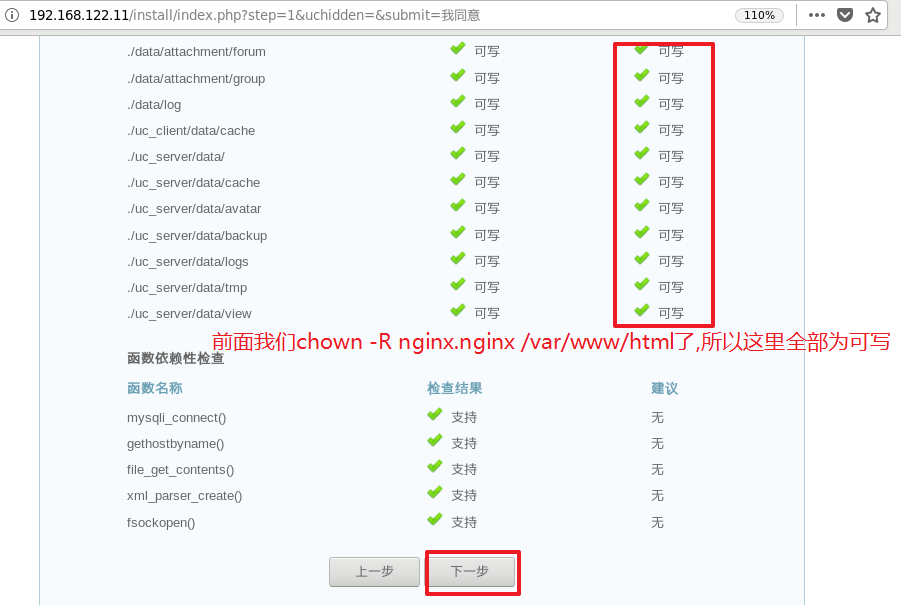 192.168.122.11/install/index.php?step=1&uchidden=&submit=我同意 110%
./data/attachment/forum 可写 可写
./data/attachment/group 可写 可写
./data/log 可写 可写
./uc_client/data/cache 可写 可写
./uc_server/data/ 可写 可写
./uc_server/data/cache 可写 可写
./uc_server/data/avatar 可写 可写
./uc_server/data/backup 可写 可写
./uc_server/data/logs 可写 可写
./uc_server/data/tmp 可写 可写
./uc_server/data/view 可写 可写
前面我们chown -R nginx.nginx /var/www/html了,所以这里全部为可写
函数依赖性检查
函数名称 检查结果 建议
mysqli_connect() 支持 无
gethostbyname() 支持 无
file_get_contents() 支持 无
xml_parser_create() 支持 无
fsockopen() 支持 无
上一步 下一步